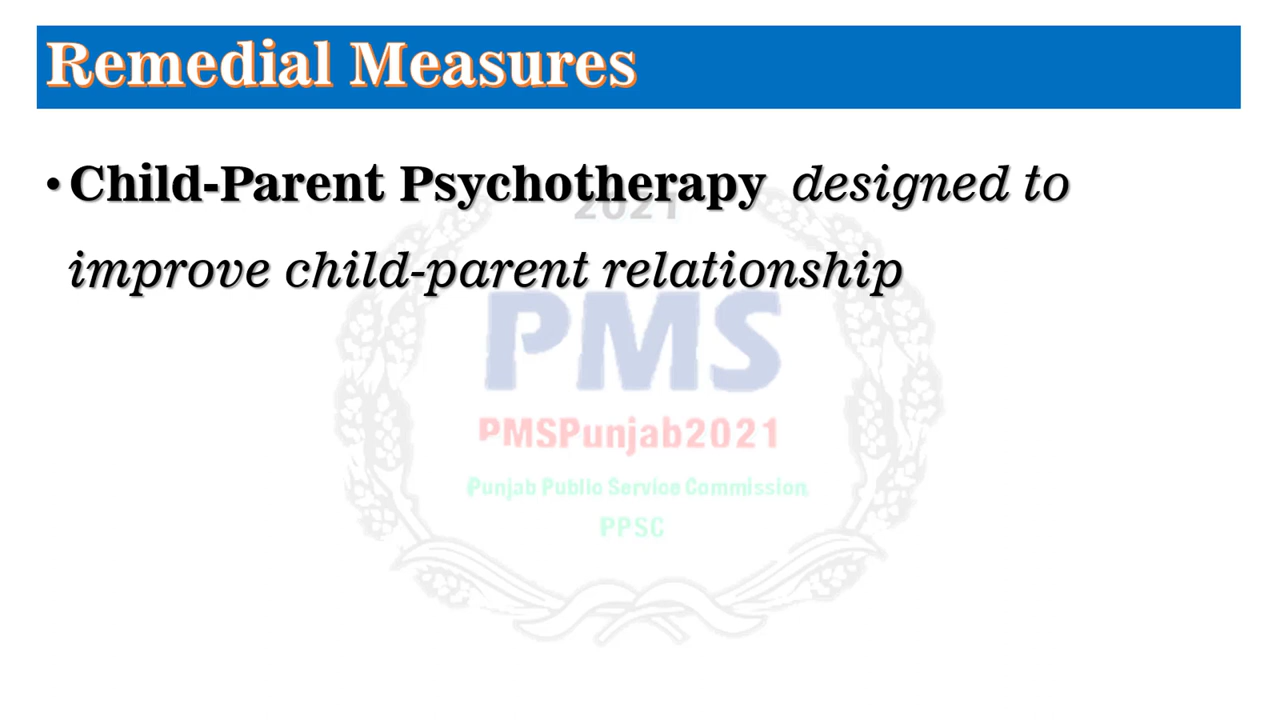 Remedial Measures
• Child-Parent Psychotherapy designed to
improve child-parent relationship
2021
PMS
PMSPunjab2021
Punjab Public Service Commission
PPSC